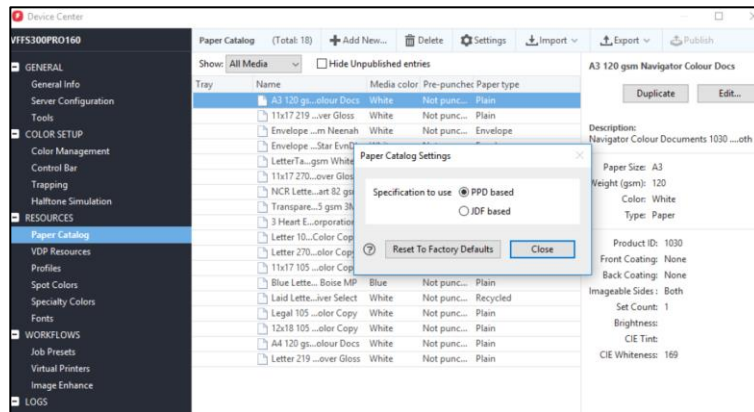 Device Center
VFFS300PRO160
Paper Catalog (Total: 18) Add New... Delete Settings Import Export Publish
GENERAL
General Info
Server Configuration
Tools
COLOR SETUP
Color Management
Control Bar
Trapping
Halftone Simulation
RESOURCES
Paper Catalog
VDP Resources
Profiles
Spot Colors
Specialty Colors
Fonts
WORKFLOWS
Job Presets
Virtual Printers
Image Enhance
LOGS
Show: All Media Hide Unpublished entries
Tray Name Media color Pre-punched Paper type
A3 120 gs...olour Docs White Not punc... Plain
11x17 219 ...ver Gloss White Not punc... Plain
Envelope ...m Neenah White Not punc... Envelope
Envelope ...Star EvnD
LetterTa...gsm White
11x17 270...over Glos
NCR Lette...art 82 gs
Transpare...5 gsm 3M
3 Heart E...orporation
Letter 10...Color Cop
Letter 270...olor Cop
11x17 105 ...olor Cop
Blue Lette... Boise MP Blue Not punc... Plain
Laid Lette...iver Select White Not punc... Recycled
Legal 105 ...olor Copy White Not punc... Plain
12x18 105 ...olor Copy White Not punc... Plain
A4 120 gs...olour Docs White Not punc... Plain
Letter 219 ...over Gloss White Not punc... Plain
Paper Catalog Settings
Specification to use PPD based
JDF based
? Reset To Factory Defaults Close
A3 120 gsm Navigator Colour Docs
Duplicate Edit...
Description:
Navigator Colour Documents 1030 ....oth
Paper Size: A3
Weight (gsm): 120
Color: White
Type: Paper
Product ID: 1030
Front Coating: None
Back Coating: None
Imageable Sides: Both
Set Count: 1
Brightness:
CIE Tint:
CIE Whiteness: 169